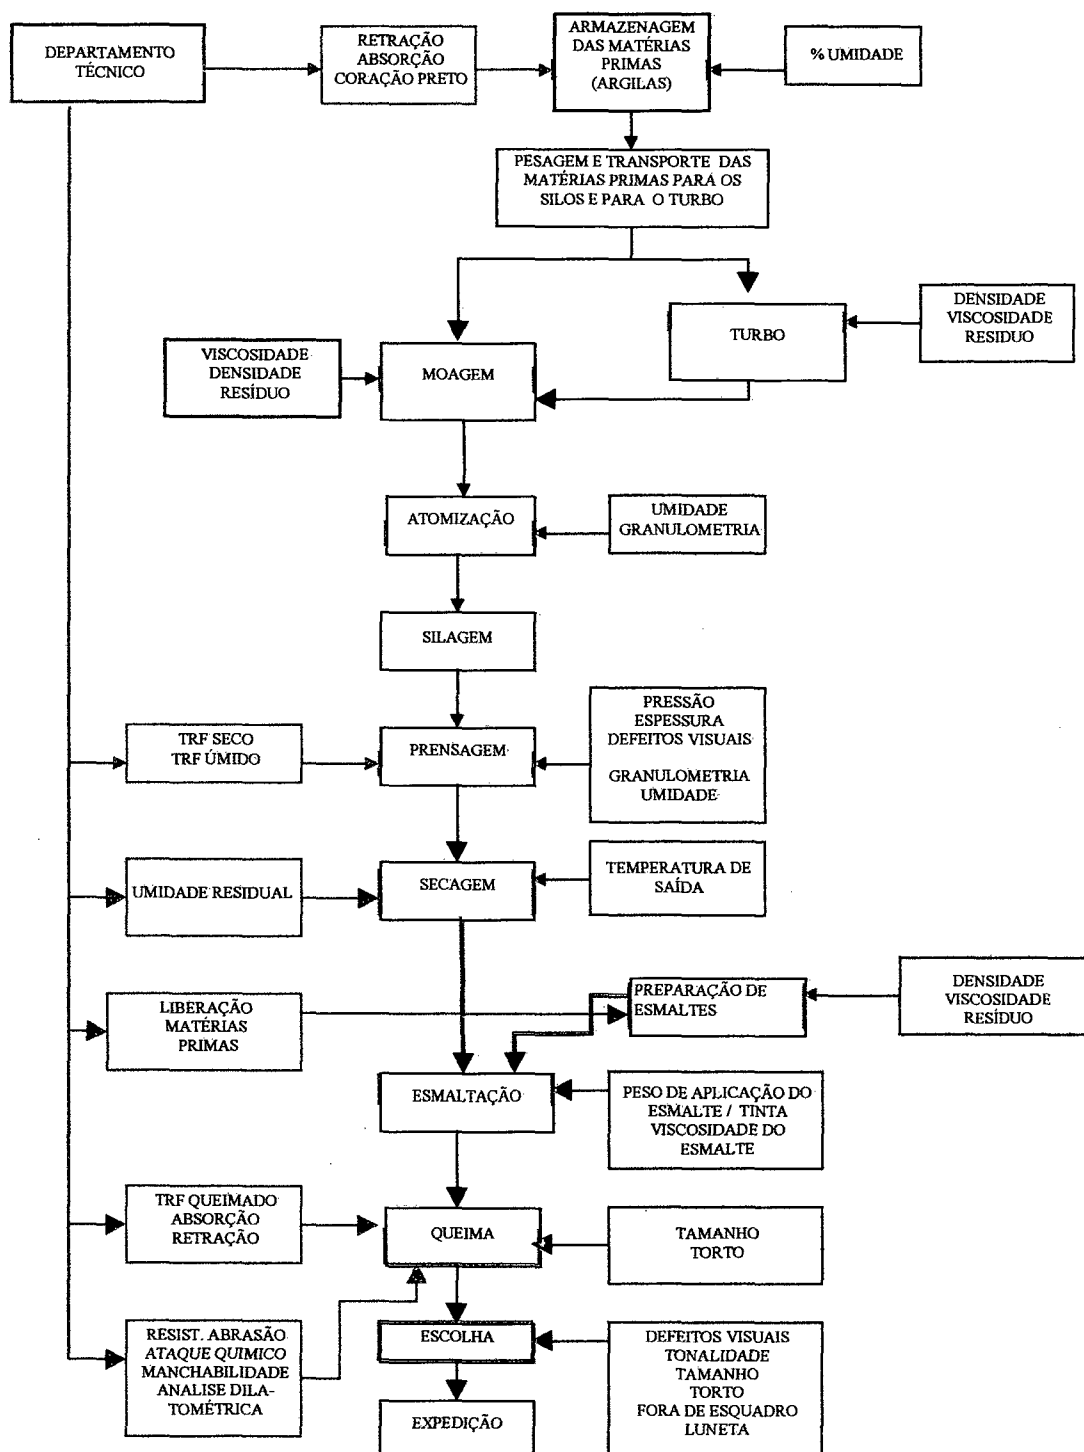 DEPARTAMENTO
TÉCNICO
RETRAÇÃO
ABSORÇÃO
CORAÇÃO PRETO
ARMAZENAGEM
DAS MATÉRIAS
PRIMAS
(ARGILAS)
% UMIDADE
PESAGEM E TRANSPORTE DAS
MATÉRIAS PRIMAS PARA OS
SILOS E PARA O TURBO
DENSIDADE
VISCOSIDADE
RESIDUO
TURBO
VISCOSIDADE
DENSIDADE
RESÍDUO
MOAGEM
ATOMIZAÇÃO
UMIDADE
GRANULOMETRIA
SILAGEM
TRF SECO
TRF ÚMIDO
PRENSAGEM
PRESSÃO
ESPESSURA
DEFEITOS VISUAIS
GRANULOMETRIA
UMIDADE
UMIDADE RESIDUAL
SECAGEM
TEMPERATURA DE
SAÍDA
LIBERAÇÃO
MATÉRIAS
PRIMAS
PREPARAÇÃO DE
ESMALTES
DENSIDADE
VISCOSIDADE
RESÍDUO
ESMALTAÇÃO
PESO DE APLICAÇÃO DO
ESMALTE / TINTA
VISCOSIDADE DO
ESMALTE
TRF QUEIMADO
ABSORÇÃO
RETRAÇÃO
QUEIMA
TAMANHO
TORTO
RESIST. ABRASÃO
ATAQUE QUIMICO
MANCHABILIDADE
ANALISE DILA-
TOMÉTRICA
ESCOLHA
DEFEITOS VISUAIS
TONALIDADE
TAMANHO
TORTO
FORA DE ESQUADRO
LUNETA
EXPEDIÇÃO